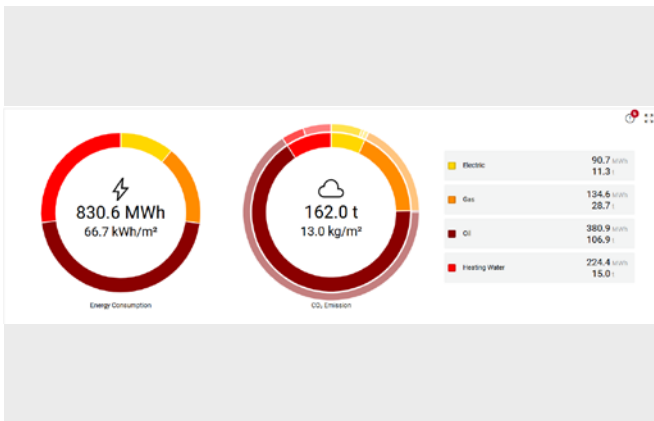 830.6 MWh
66.7 kWh/m²
Energy Consumption
162.0 t
13.0 kg/m²
CO₂ Emission
Electric
90.7 MWh
11.3 t
Gas
134.6 MWh
28.7 t
Oil
380.9 MWh
106.9 t
Heating Water
224.4 MWh
15.0 t